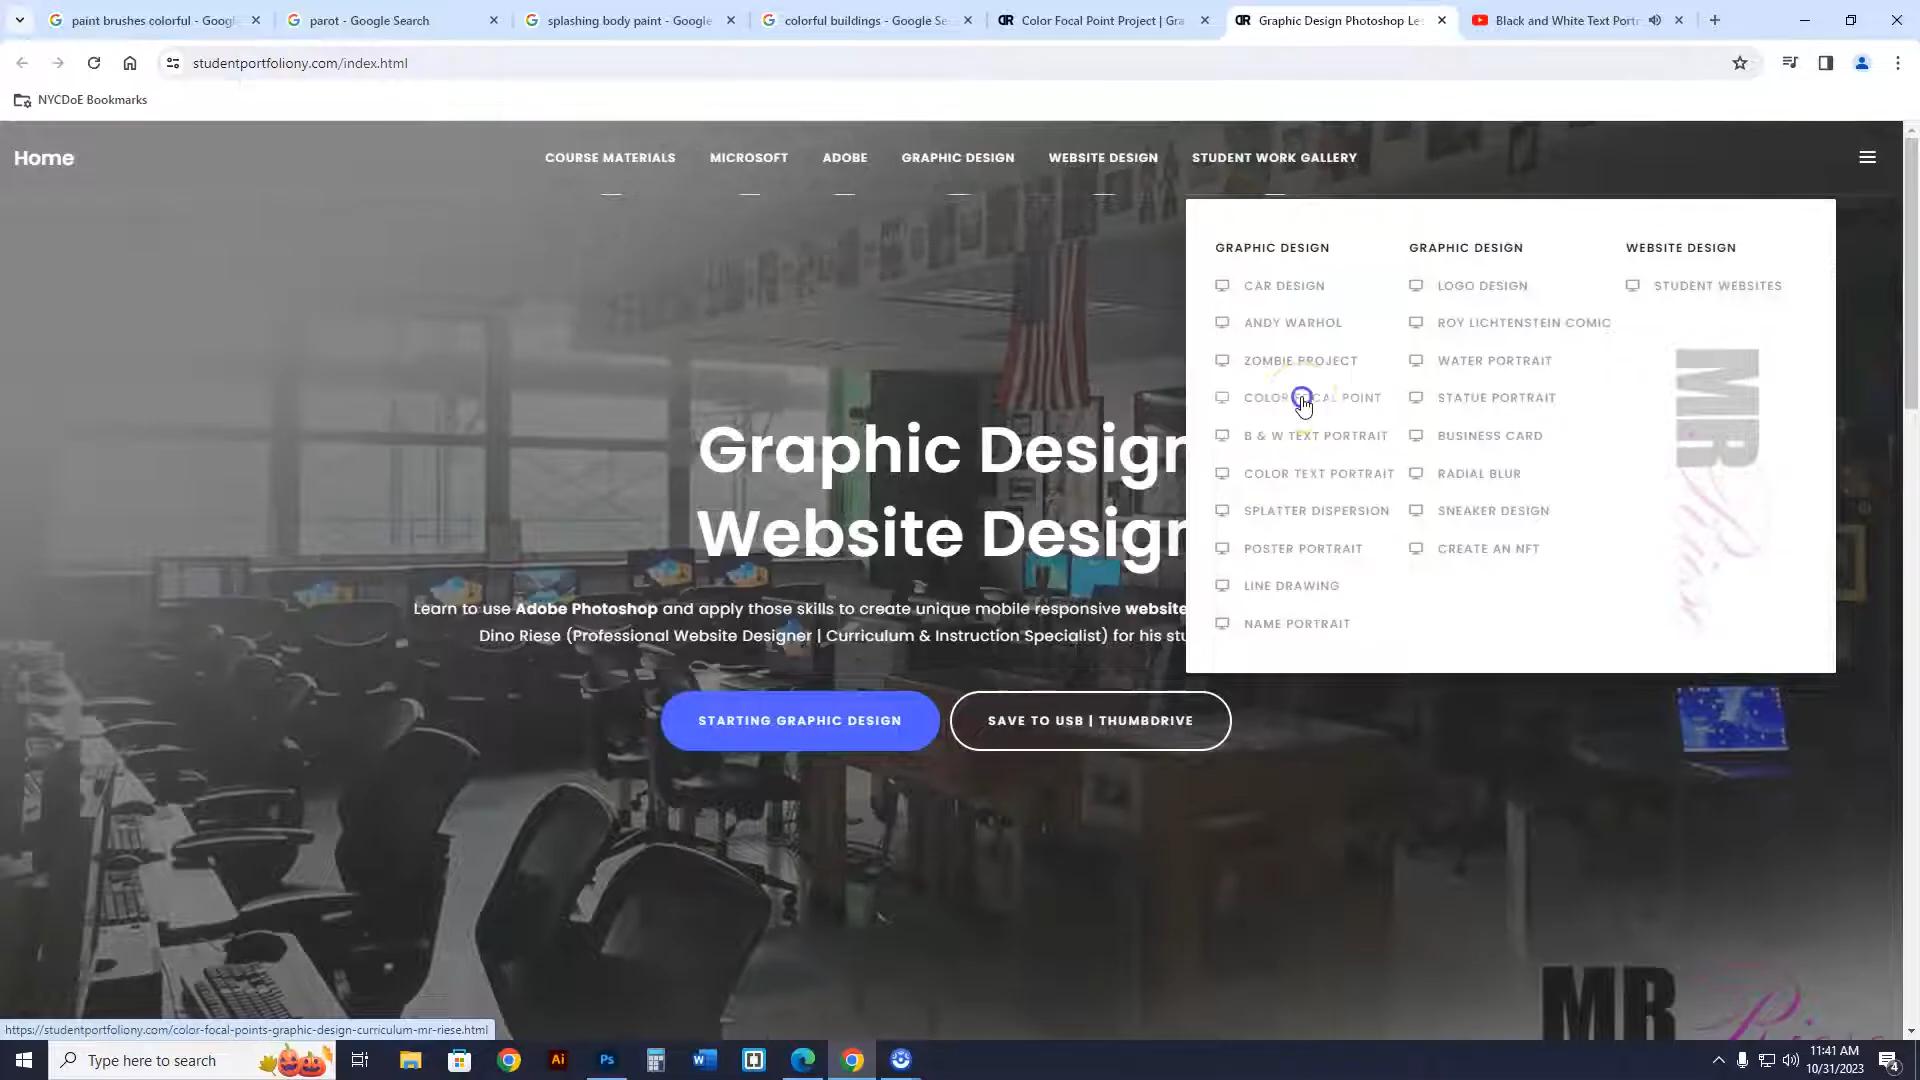 paint brushes colorful - Googl
parot - Google Search
splashing body paint - Google
colorful buildings - Google Se
Color Focal Point Project | Gra
Graphic Design Photoshop Le
Black and White Text Portr
studentportfoliony.com/index.html
NYCDoE Bookmarks
Home
COURSE MATERIALS
MICROSOFT
ADOBE
GRAPHIC DESIGN
WEBSITE DESIGN
STUDENT WORK GALLERY
GRAPHIC DESIGN
CAR DESIGN
ANDY WARHOL
ZOMBIE PROJECT
COLOR FOCAL POINT
B & W TEXT PORTRAIT
COLOR TEXT PORTRAIT
SPLATTER DISPERSION
POSTER PORTRAIT
LINE DRAWING
NAME PORTRAIT
GRAPHIC DESIGN
LOGO DESIGN
ROY LICHTENSTEIN COMIC
WATER PORTRAIT
STATUE PORTRAIT
BUSINESS CARD
RADIAL BLUR
SNEAKER DESIGN
CREATE AN NFT
WEBSITE DESIGN
STUDENT WEBSITES
MR
Riese
Graphic Design
Website Design
Learn to use Adobe Photoshop and apply those skills to create unique mobile responsive website
Dino Riese (Professional Website Designer | Curriculum & Instruction Specialist) for his stu
STARTING GRAPHIC DESIGN
SAVE TO USB | THUMBDRIVE
MR
https://studentportfoliony.com/color-focal-points-graphic-design-curriculum-mr-riese.html
Type here to search
Ai
Ps
W
11:41 AM
10/31/2023
4